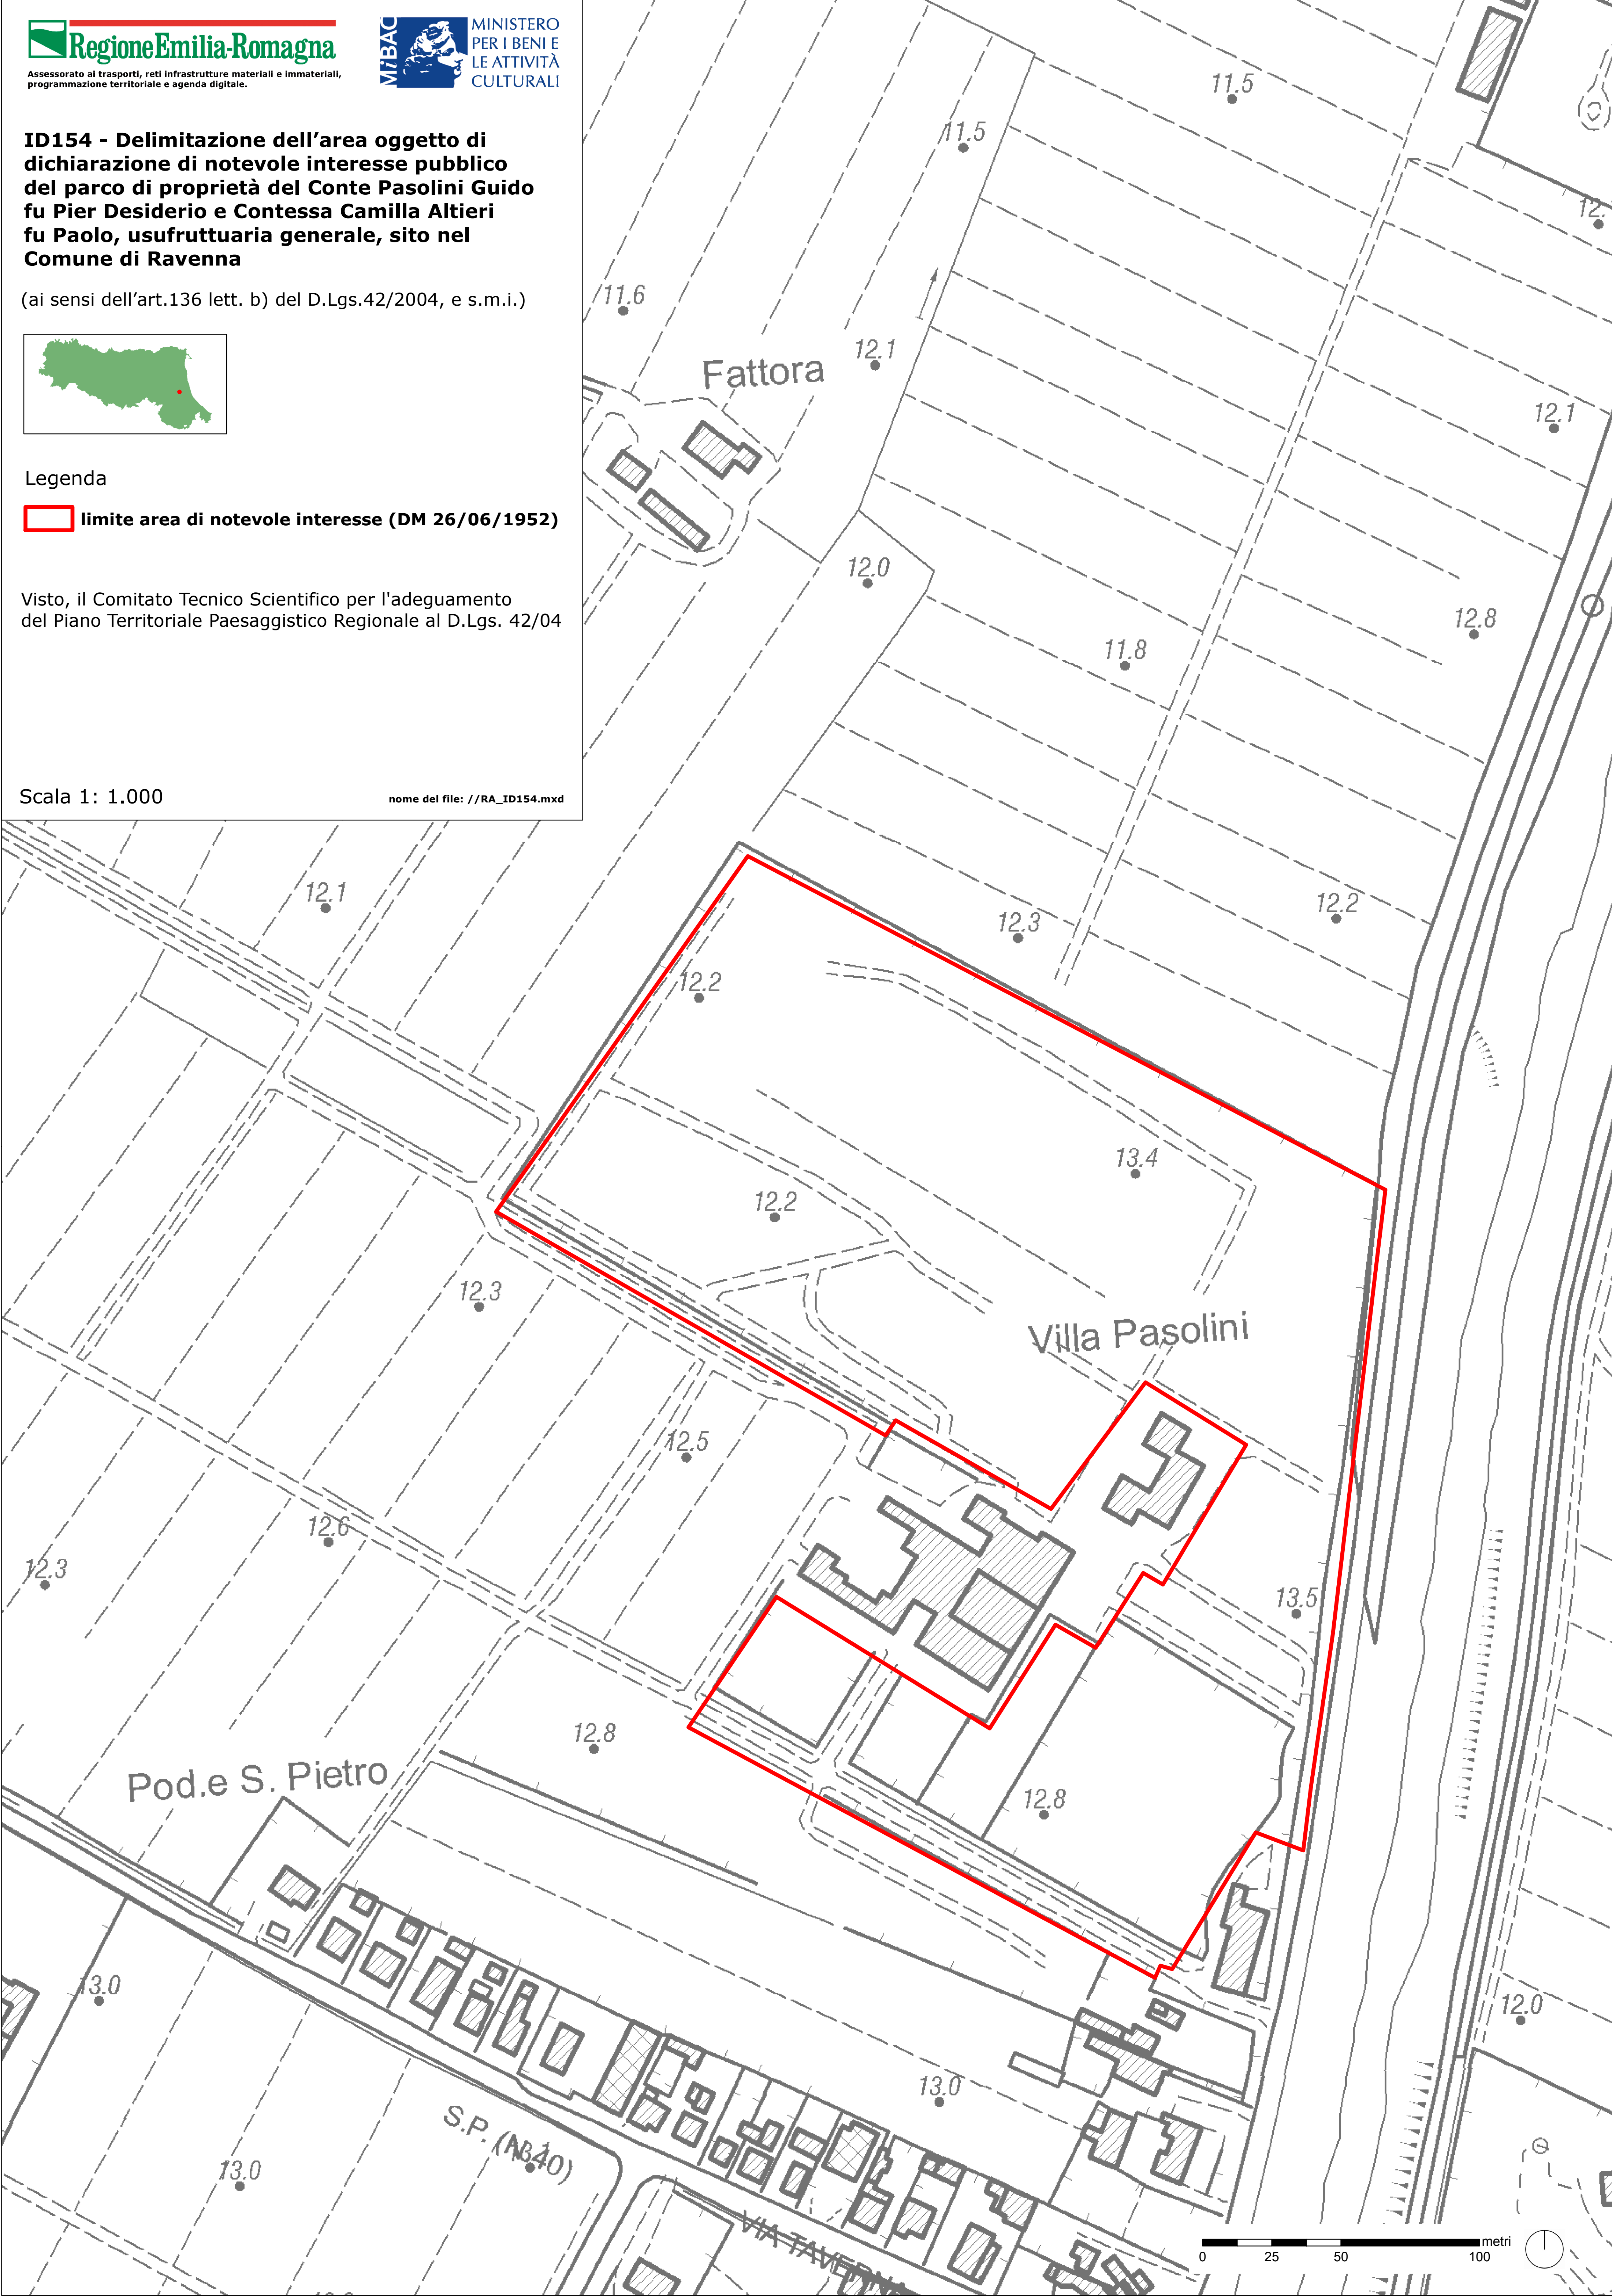 RegioneEmilia-Romagna
Assessorato ai trasporti, reti infrastrutture materiali e immateriali,
programmazione territoriale e agenda digitale.
MiBAC
MINISTERO
PER I BENI E
LE ATTIVITÀ
CULTURALI
ID154 - Delimitazione dell’area oggetto di
dichiarazione di notevole interesse pubblico
del parco di proprietà del Conte Pasolini Guido
fu Pier Desiderio e Contessa Camilla Altieri
fu Paolo, usufruttuaria generale, sito nel
Comune di Ravenna
(ai sensi dell’art.136 lett. b) del D.Lgs.42/2004, e s.m.i.)
Legenda
limite area di notevole interesse (DM 26/06/1952)
Visto, il Comitato Tecnico Scientifico per l'adeguamento
del Piano Territoriale Paesaggistico Regionale al D.Lgs. 42/04
Scala 1: 1.000
nome del file: //RA_ID154.mxd
11.5
11.5
12.
11.6
12.1
Fattora
12.1
12.0
12.8
11.8
12.1
12.2
12.3
12.2
13.4
12.2
12.3
Villa Pasolini
12.5
12.6
12.3
13.5
12.8
Pod.e S. Pietro
12.8
13.0
12.0
13.0
S.P. (N.40)
13.0
VIA TAVERNE
metri
0
25
50
100